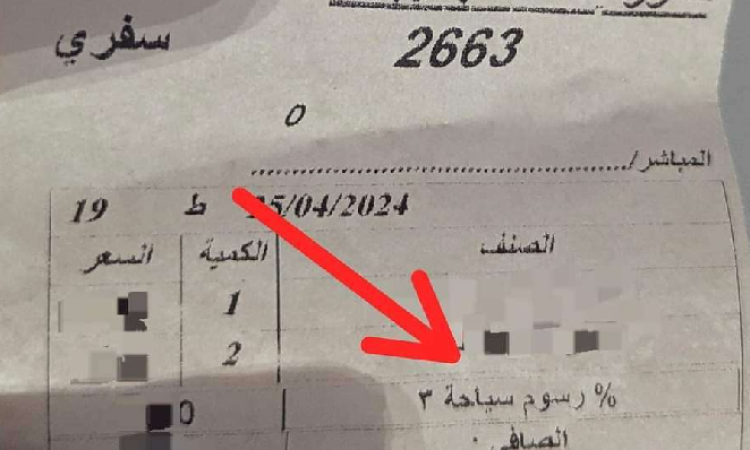 سفري
2663
0
المباشر/..............................
25/04/2024 ط 19
الصنف الكمية السعر
1
2
% رسوم سياحة ٣ 0
الصافي :